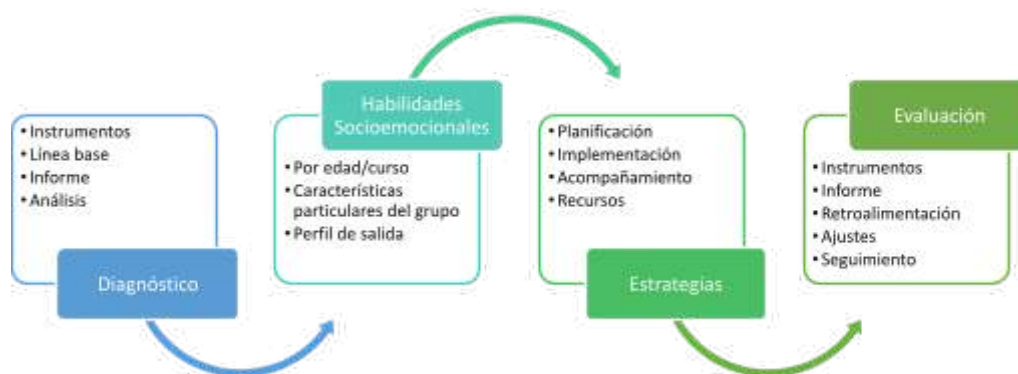 • Instrumentos
• Línea base
• Informe
• Análisis
Diagnóstico
Habilidades
Socioemocionales
• Por edad/curso
• Características
particulares del grupo
• Perfil de salida
• Planificación
• Implementación
• Acompañamiento
• Recursos
Estrategias
Evaluación
• Instrumentos
• Informe
• Retroalimentación
• Ajustes
• Seguimiento